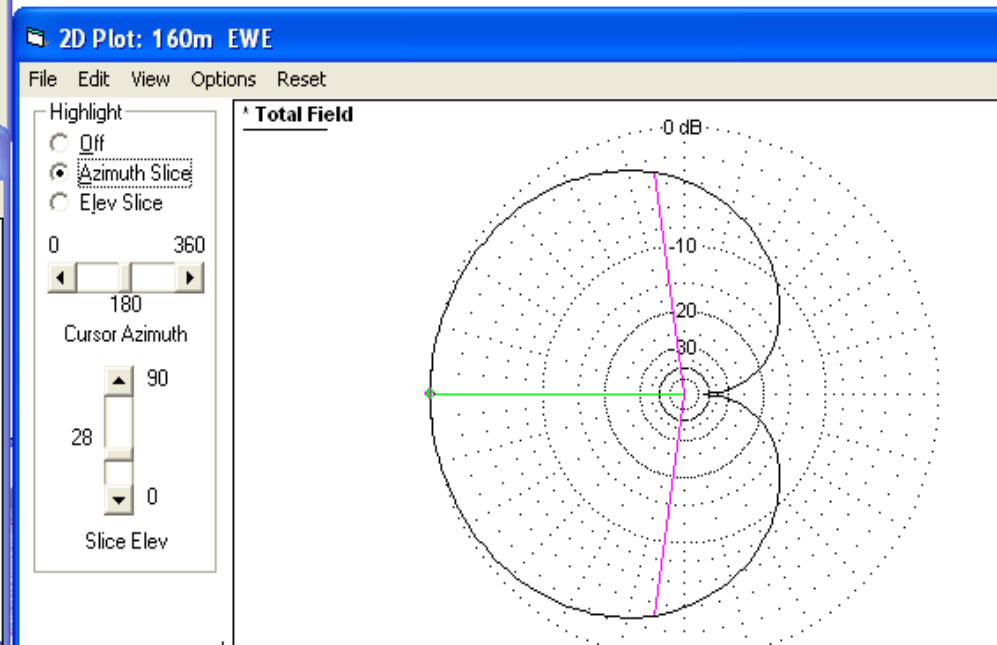 2D Plot: 160m EWE
File Edit View Options Reset
Highlight
Off
Azimuth Slice
Elev Slice
0 360
180
Cursor Azimuth
90
28
0
Slice Elev
* Total Field
0 dB
-10
-20
-30